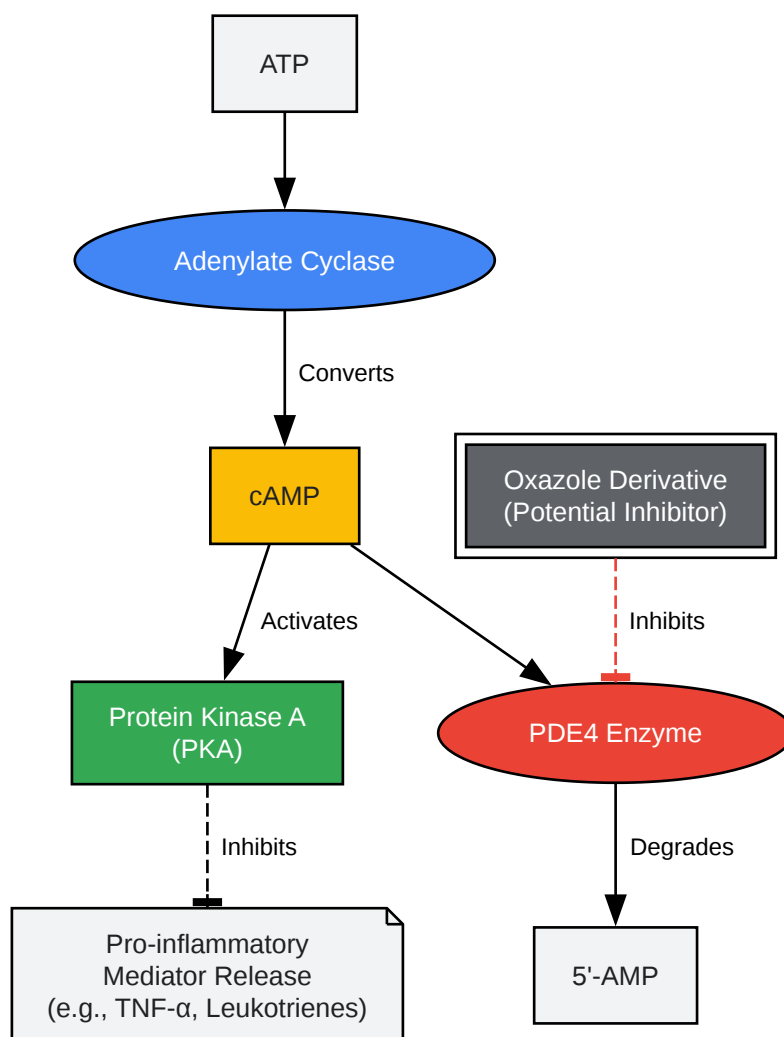 ATP
Adenylate Cyclase
Converts
cAMP
Oxazole Derivative
(Potential Inhibitor)
Activates
Inhibits
Protein Kinase A
(PKA)
PDE4 Enzyme
Inhibits
Degrades
Pro-inflammatory
Mediator Release
(e.g., TNF-α, Leukotrienes)
5'-AMP